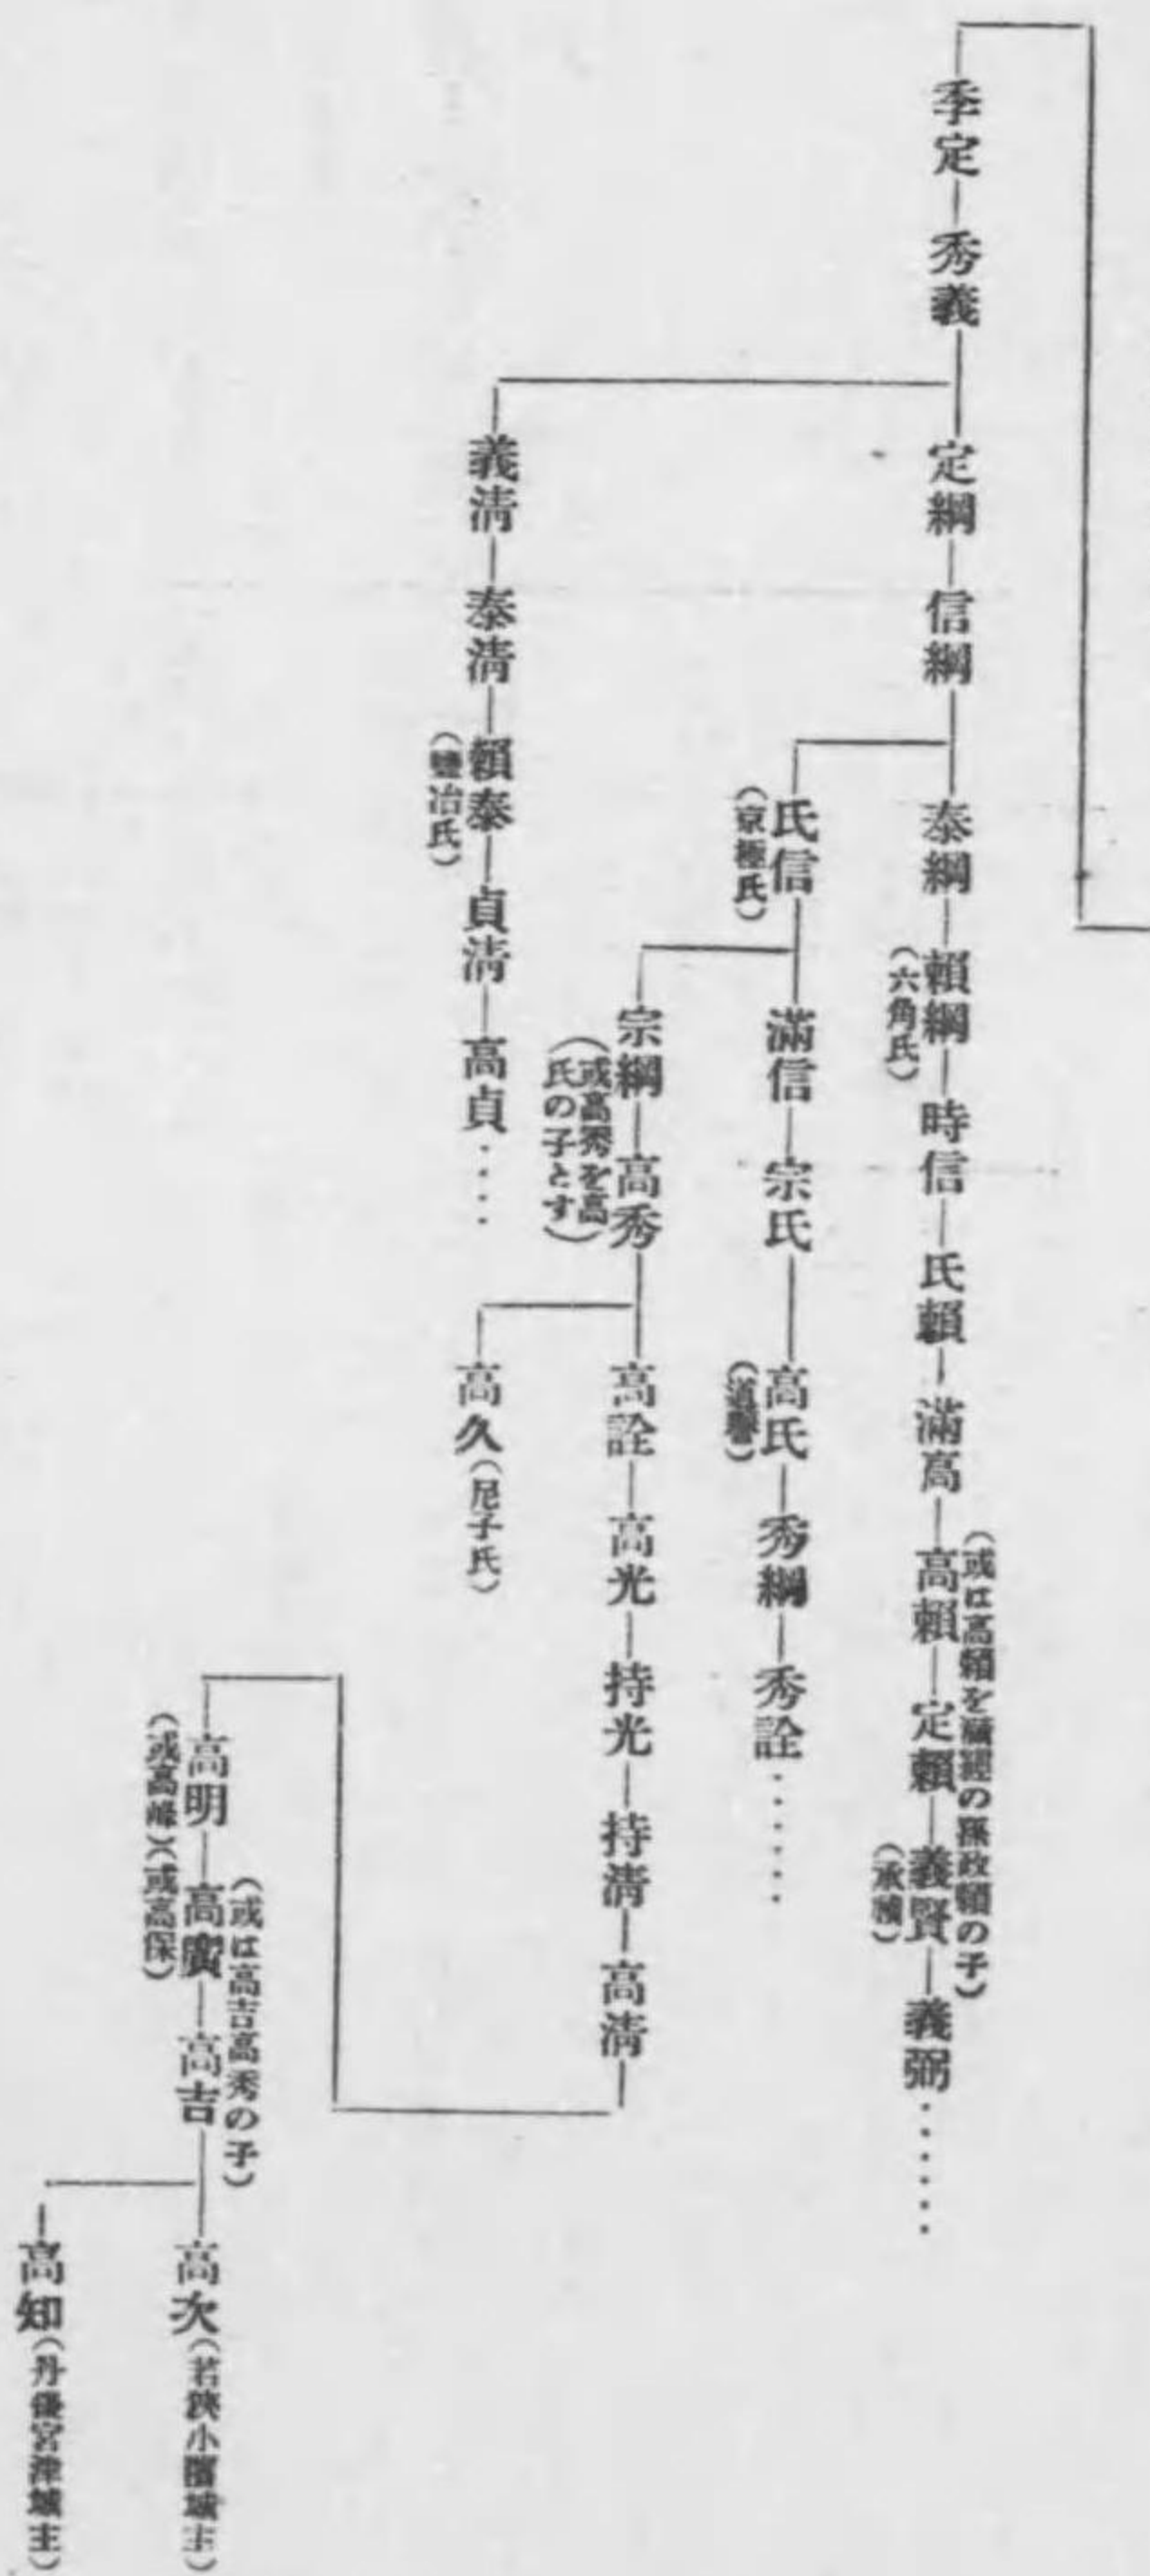 季定―秀義
定綱―信綱
泰綱―頼綱―時信―氏頼―滿高―高頼―定頼―義賢―義弼……
(六角氏)
(或は高頼を滿經の孫政頼の子)
(承禎)
氏信
(京極氏)
滿信―宗氏―高氏―秀綱―秀詮……
(道譽)
宗綱―高秀
(或高秀を高
氏の子とす)
高詮―高光―持光―持淸―高淸
高久(尼子氏)
義淸―泰淸―頼泰―貞淸―高貞‥‥
(鹽冶氏)
高明―高廣―高吉
(或高峰)(或高保)
(或は高吉高秀の子)
高次(若狹小濱城主)
高知(丹後宮津城主)